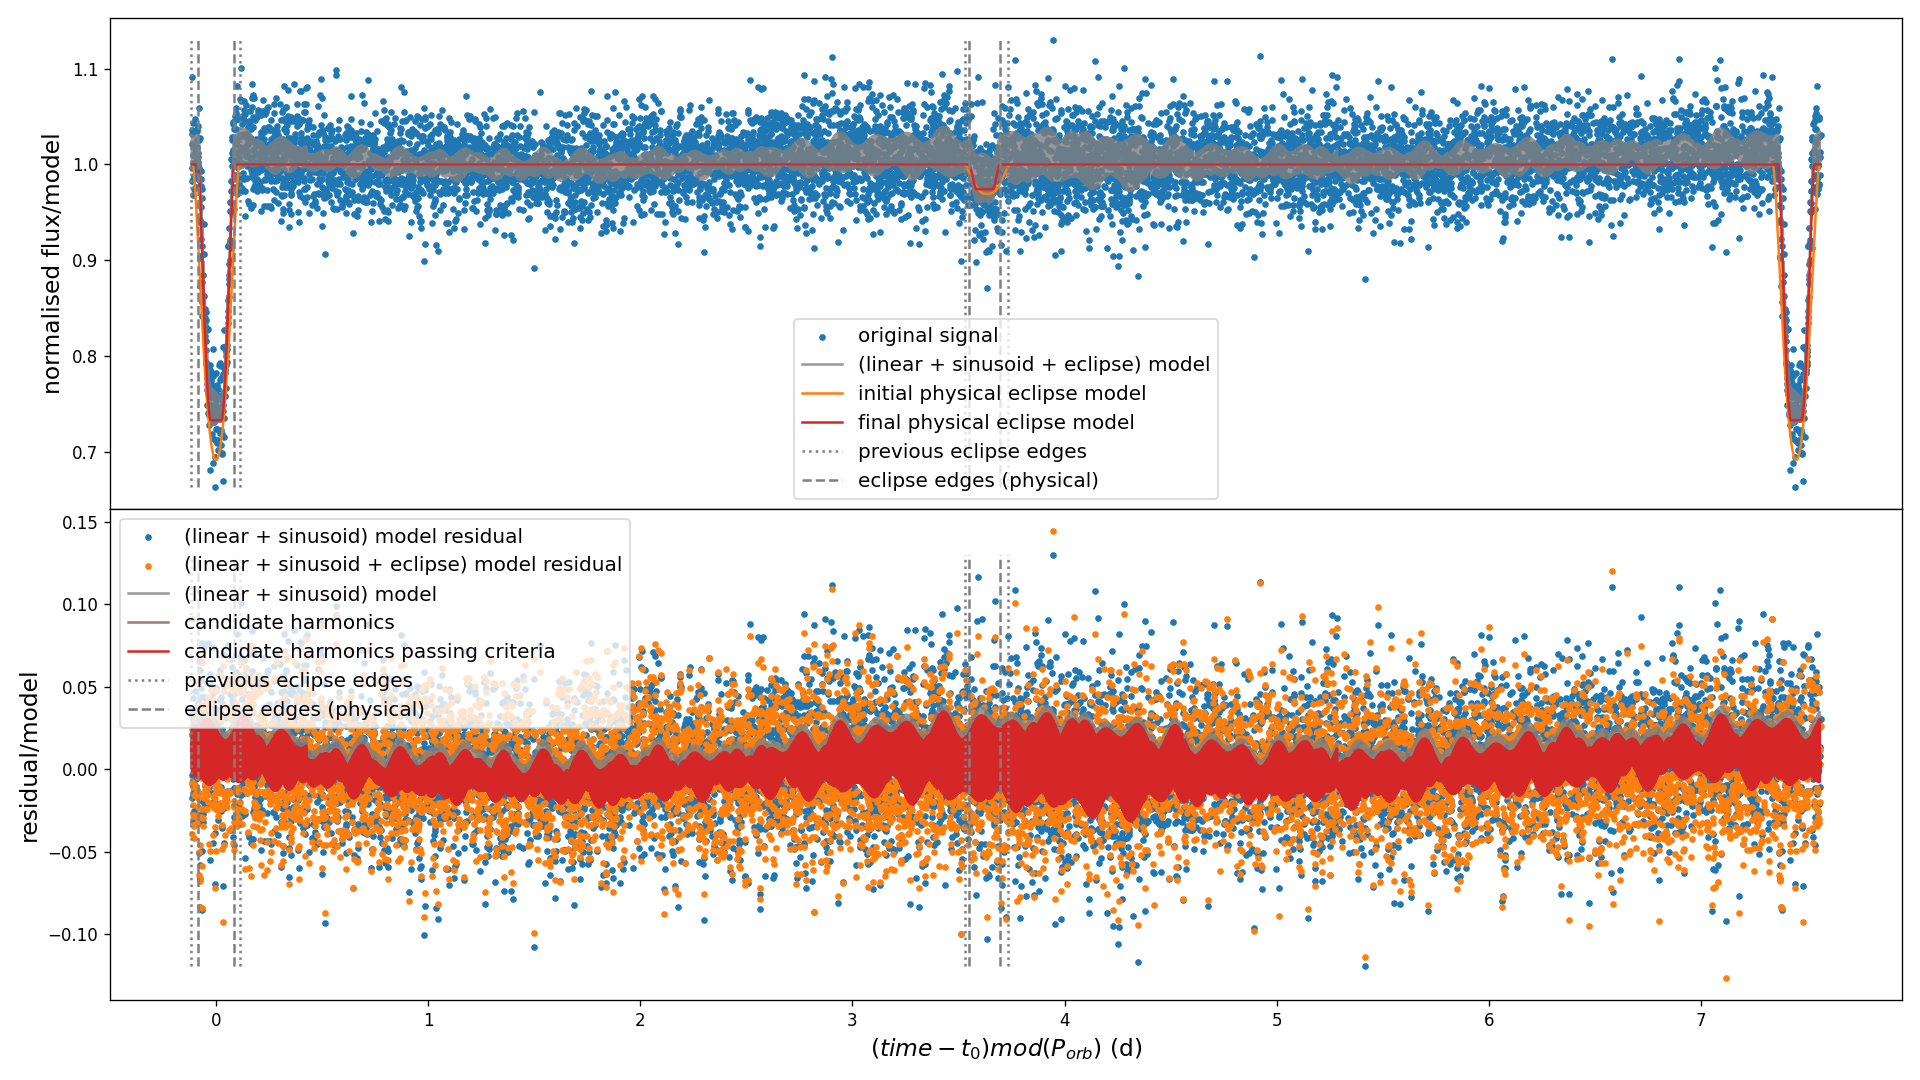 normalised flux/model
1.1
1.0
0.9
0.8
0.7
original signal
(linear + sinusoid + eclipse) model
initial physical eclipse model
final physical eclipse model
previous eclipse edges
eclipse edges (physical)
residual/model
0.15
0.10
0.05
0.00
−0.05
−0.10
(linear + sinusoid) model residual
(linear + sinusoid + eclipse) model residual
(linear + sinusoid) model
candidate harmonics
candidate harmonics passing criteria
previous eclipse edges
eclipse edges (physical)
0 1 2 3 4 5 6 7
(time − t₀)mod(P_orb) (d)